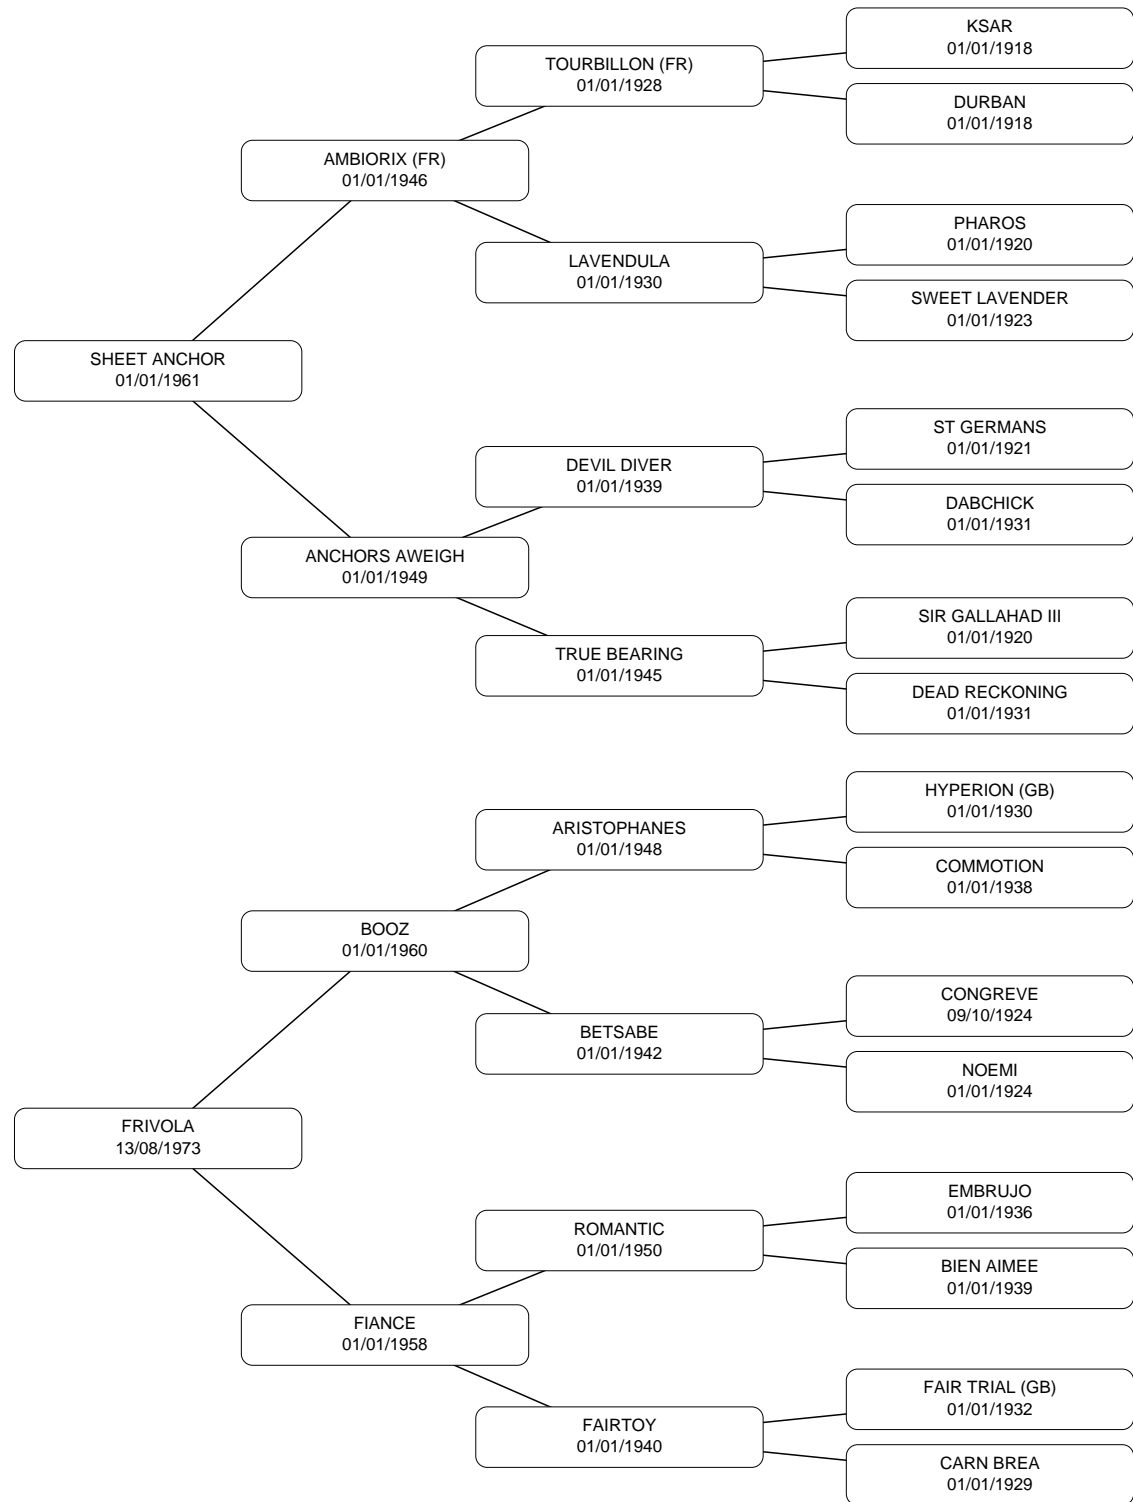 KSAR
01/01/1918
TOURBILLON (FR)
01/01/1928
DURBAN
01/01/1918
AMBIORIX (FR)
01/01/1946
PHAROS
01/01/1920
LAVENDULA
01/01/1930
SWEET LAVENDER
01/01/1923
SHEET ANCHOR
01/01/1961
ST GERMANS
01/01/1921
DEVIL DIVER
01/01/1939
DABCHICK
01/01/1931
ANCHORS AWEIGH
01/01/1949
SIR GALLAHAD III
01/01/1920
TRUE BEARING
01/01/1945
DEAD RECKONING
01/01/1931
HYPERION (GB)
01/01/1930
ARISTOPHANES
01/01/1948
COMMOTION
01/01/1938
BOOZ
01/01/1960
CONGREVE
09/10/1924
BETSABE
01/01/1942
NOEMI
01/01/1924
FRIVOLA
13/08/1973
EMBRUJO
01/01/1936
ROMANTIC
01/01/1950
BIEN AIMEE
01/01/1939
FIANCE
01/01/1958
FAIR TRIAL (GB)
01/01/1932
FAIRTOY
01/01/1940
CARN BREA
01/01/1929